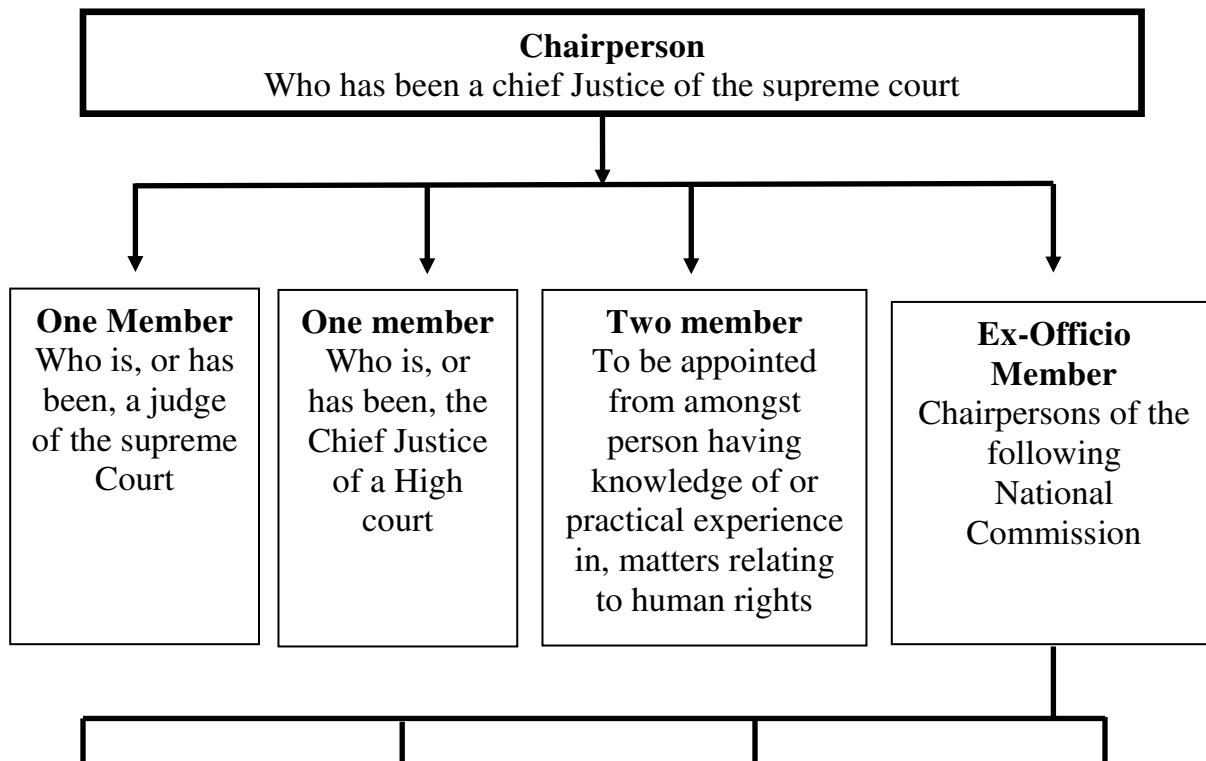 Chairperson
Who has been a chief Justice of the supreme court
One Member
Who is, or has
been, a judge
of the supreme
Court
One member
Who is, or
has been, the
Chief Justice
of a High
court
Two member
To be appointed
from amongst
person having
knowledge of or
practical experience
in, matters relating
to human rights
Ex-Officio
Member
Chairpersons of the
following
National
Commission